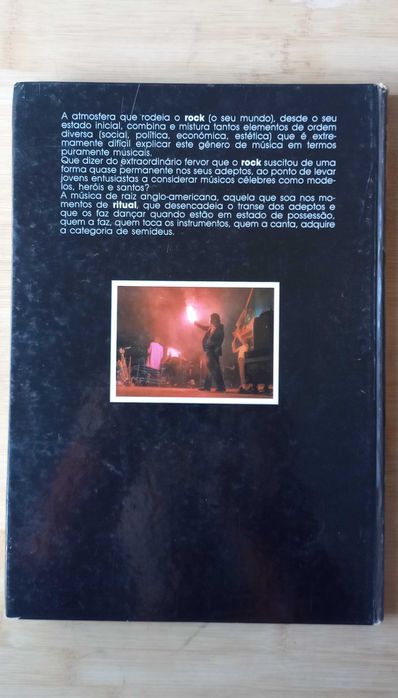 A atmosfera que rodeia o rock (o seu mundo), desde o seu
estado inicial, combina e mistura tantos elementos de ordem
diversa (social, política, económica, estética) que é extre-
mamente difícil explicar este género de música em termos
puramente musicais.
Que dizer do extraordinário fervor que o rock suscitou de uma
forma quase permanente nos seus adeptos, ao ponto de levar
jovens entusiastas a considerar músicos célebres como mode-
los, heróis e santos?
A música de raiz anglo-americana, aquela que soa nos mo-
mentos de ritual, que desencadeia o transe dos adeptos e
que os faz dançar quando estão em estado de possessão,
quem a faz, quem toca os instrumentos, quem a canta, adquire
a categoria de semideus.